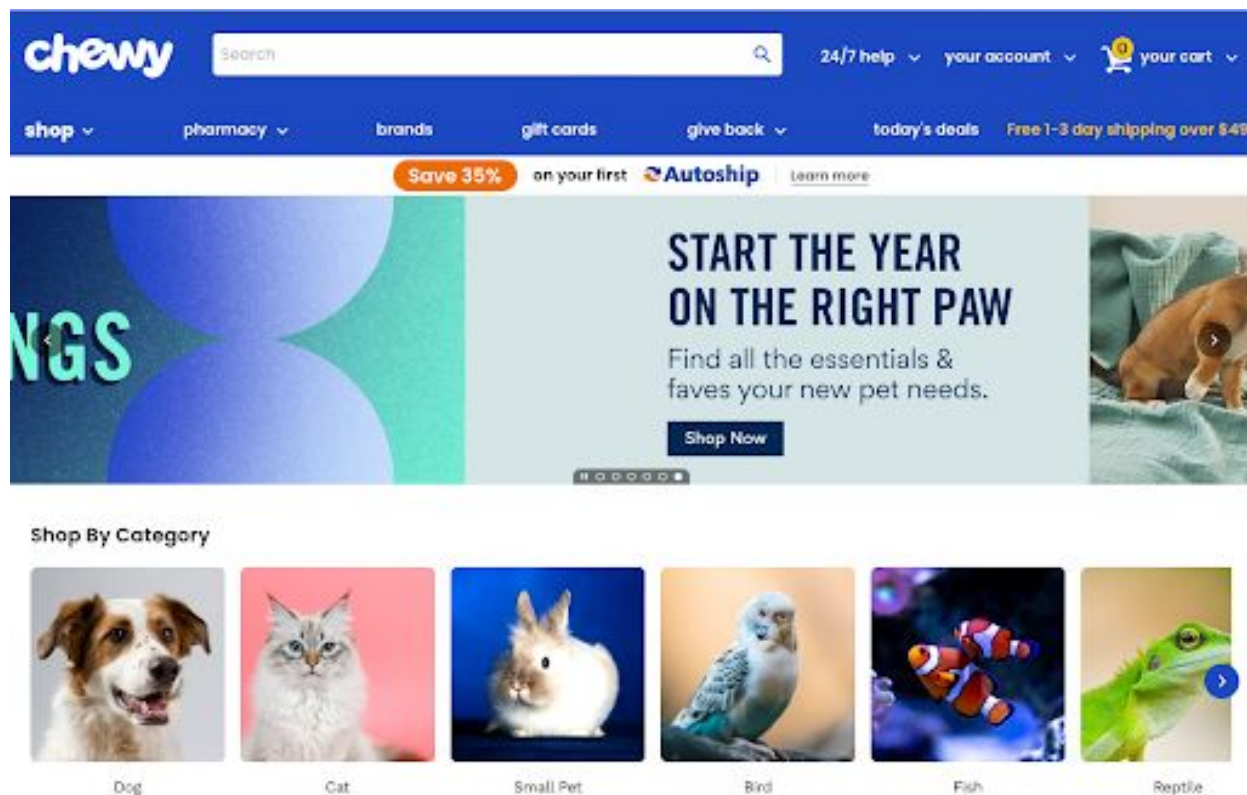 chewy
Search
24/7 help
your account
0
your cart
shop
pharmacy
brands
gift cards
give back
today's deals
Free 1-3 day shipping over $49
Save 35% on your first Autoship Learn more
NGS
START THE YEAR
ON THE RIGHT PAW
Find all the essentials &
faves your new pet needs.
Shop Now
Shop By Category
Dog
Cat
Small Pet
Bird
Fish
Reptile